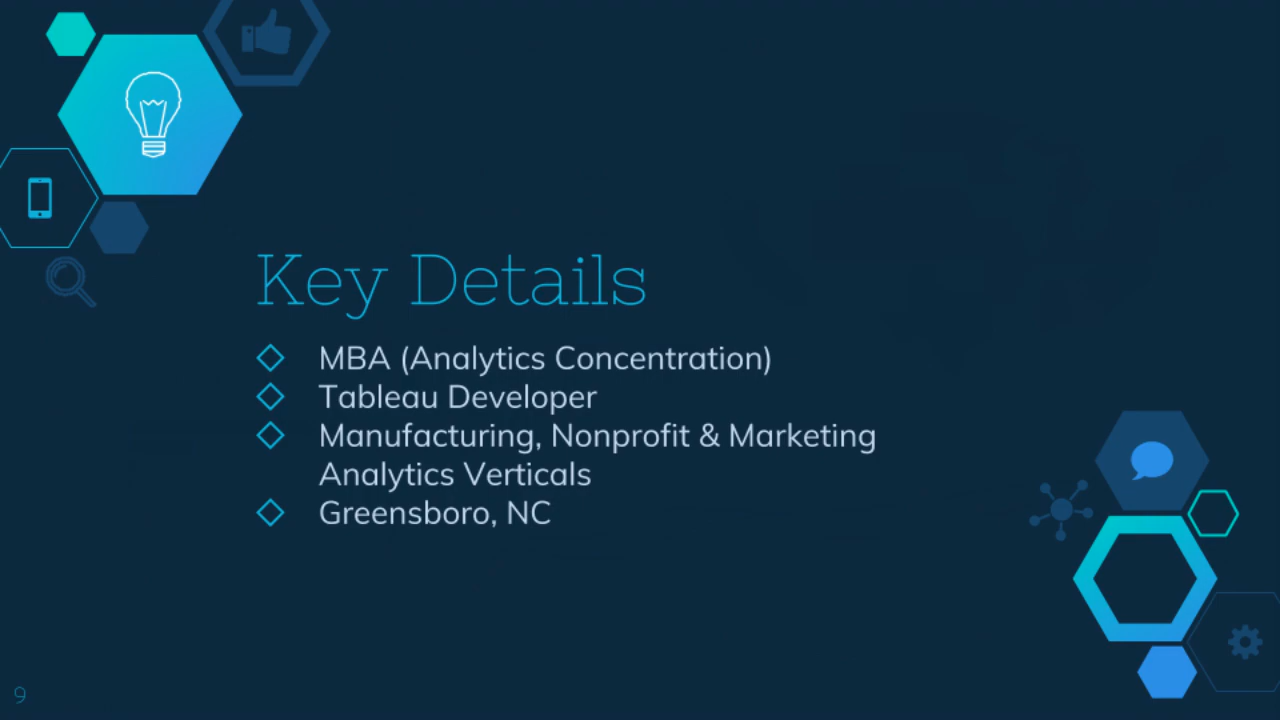 Key Details
MBA (Analytics Concentration)
Tableau Developer
Manufacturing, Nonprofit & Marketing
Analytics Verticals
Greensboro, NC
9